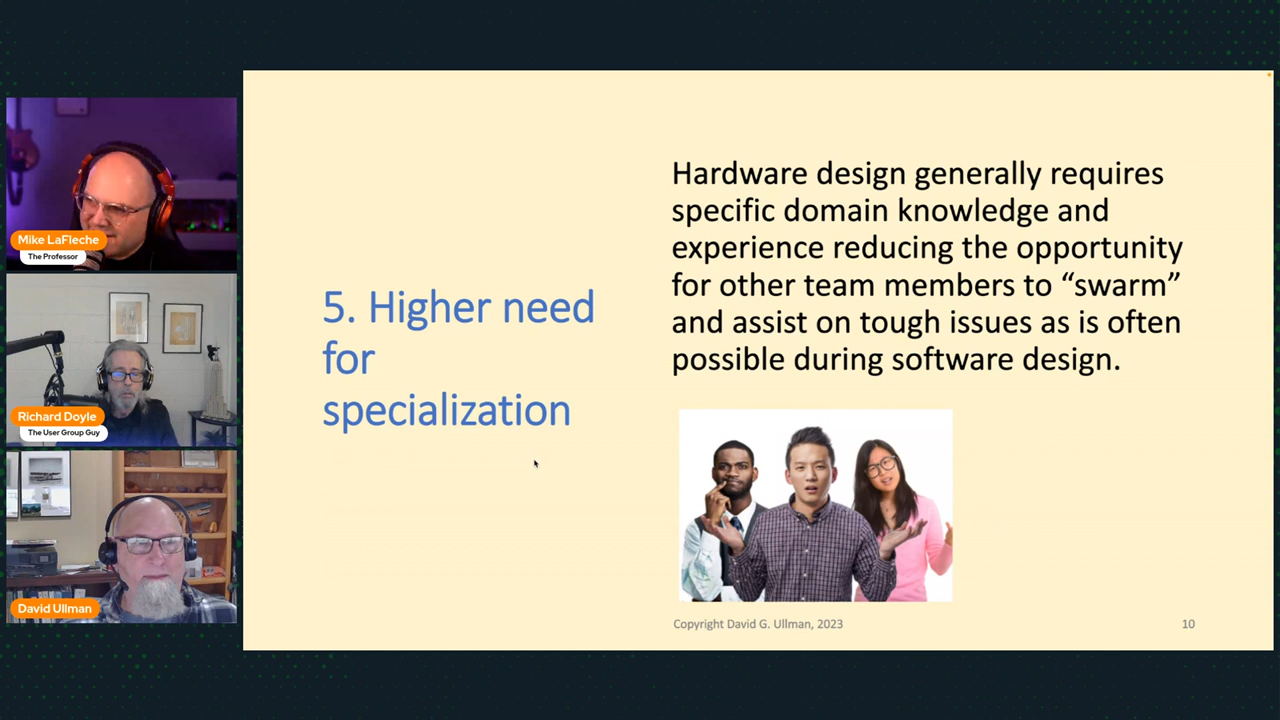 Mike LaFleche
The Professor
Richard Doyle
The User Group Guy
David Ullman
5. Higher need
for
specialization
Hardware design generally requires
specific domain knowledge and
experience reducing the opportunity
for other team members to “swarm”
and assist on tough issues as is often
possible during software design.
Copyright David G. Ullman, 2023
10